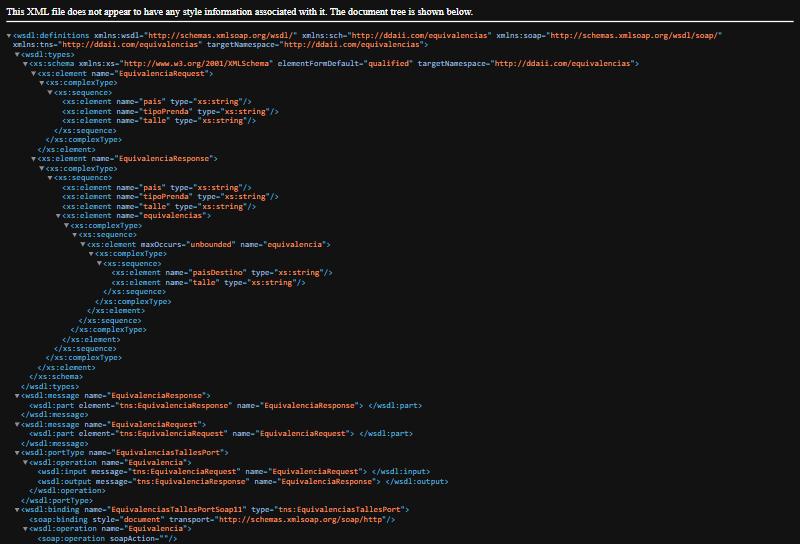 This XML file does not appear to have any style information associated with it. The document tree is shown below.
▼<wsdl:definitions xmlns:wsdl="http://schemas.xmlsoap.org/wsdl/" xmlns:sch="http://ddaii.com/equivalencias" xmlns:soap="http://schemas.xmlsoap.org/wsdl/soap/"
xmlns:tns="http://ddaii.com/equivalencias" targetNamespace="http://ddaii.com/equivalencias">
▼<wsdl:types>
▼<xs:schema xmlns:xs="http://www.w3.org/2001/XMLSchema" elementFormDefault="qualified" targetNamespace="http://ddaii.com/equivalencias">
▼<xs:element name="EquivalenciaRequest">
▼<xs:complexType>
▼<xs:sequence>
<xs:element name="pais" type="xs:string"/>
<xs:element name="tipoPrenda" type="xs:string"/>
<xs:element name="talle" type="xs:string"/>
</xs:sequence>
</xs:complexType>
</xs:element>
▼<xs:element name="EquivalenciaResponse">
▼<xs:complexType>
▼<xs:sequence>
<xs:element name="pais" type="xs:string"/>
<xs:element name="tipoPrenda" type="xs:string"/>
<xs:element name="talle" type="xs:string"/>
▼<xs:element name="equivalencias">
▼<xs:complexType>
▼<xs:sequence>
▼<xs:element maxOccurs="unbounded" name="equivalencia">
▼<xs:complexType>
▼<xs:sequence>
<xs:element name="paisDestino" type="xs:string"/>
<xs:element name="talle" type="xs:string"/>
</xs:sequence>
</xs:complexType>
</xs:element>
</xs:sequence>
</xs:complexType>
</xs:element>
</xs:sequence>
</xs:complexType>
</xs:element>
</xs:schema>
</wsdl:types>
▼<wsdl:message name="EquivalenciaResponse">
<wsdl:part element="tns:EquivalenciaResponse" name="EquivalenciaResponse"> </wsdl:part>
</wsdl:message>
▼<wsdl:message name="EquivalenciaRequest">
<wsdl:part element="tns:EquivalenciaRequest" name="EquivalenciaRequest"> </wsdl:part>
</wsdl:message>
▼<wsdl:portType name="EquivalenciasTallesPort">
▼<wsdl:operation name="Equivalencia">
<wsdl:input message="tns:EquivalenciaRequest" name="EquivalenciaRequest"> </wsdl:input>
<wsdl:output message="tns:EquivalenciaResponse" name="EquivalenciaResponse"> </wsdl:output>
</wsdl:operation>
</wsdl:portType>
▼<wsdl:binding name="EquivalenciasTallesPortSoap11" type="tns:EquivalenciasTallesPort">
<soap:binding style="document" transport="http://schemas.xmlsoap.org/soap/http"/>
▼<wsdl:operation name="Equivalencia">
<soap:operation soapAction=""/>